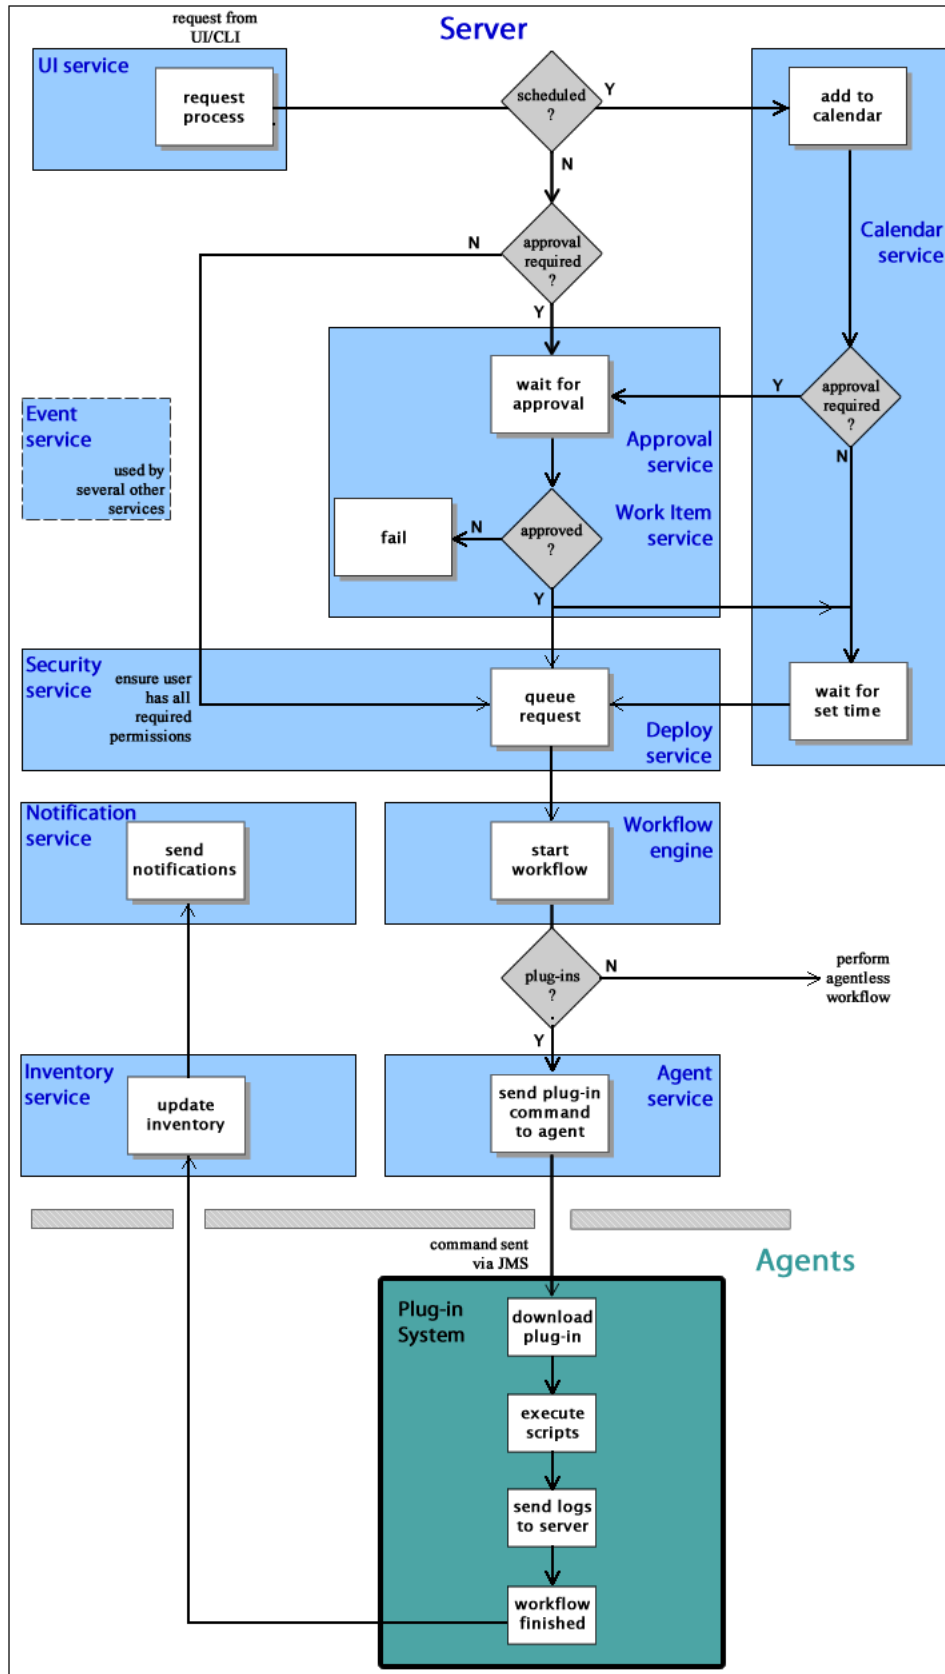 request from
UI/CLI
Server
UI service
request
process
scheduled
?
Y
add to
calendar
N
Calendar
service
N
approval
required
?
Y
wait for
approval
Y
approval
required
?
N
Event
service
used by
several other
services
Approval
service
fail
N
approved
?
Work Item
service
Y
Security
service
ensure user
has all
required
permissions
queue
request
Deploy
service
wait for
set time
Notification
service
send
notifications
start
workflow
Workflow
engine
plug-ins
?
N
perform
agentless
workflow
Y
Inventory
service
update
inventory
send plug-in
command
to agent
Agent
service
command sent
via JMS
Agents
Plug-in
System
download
plug-in
execute
scripts
send logs
to server
workflow
finished